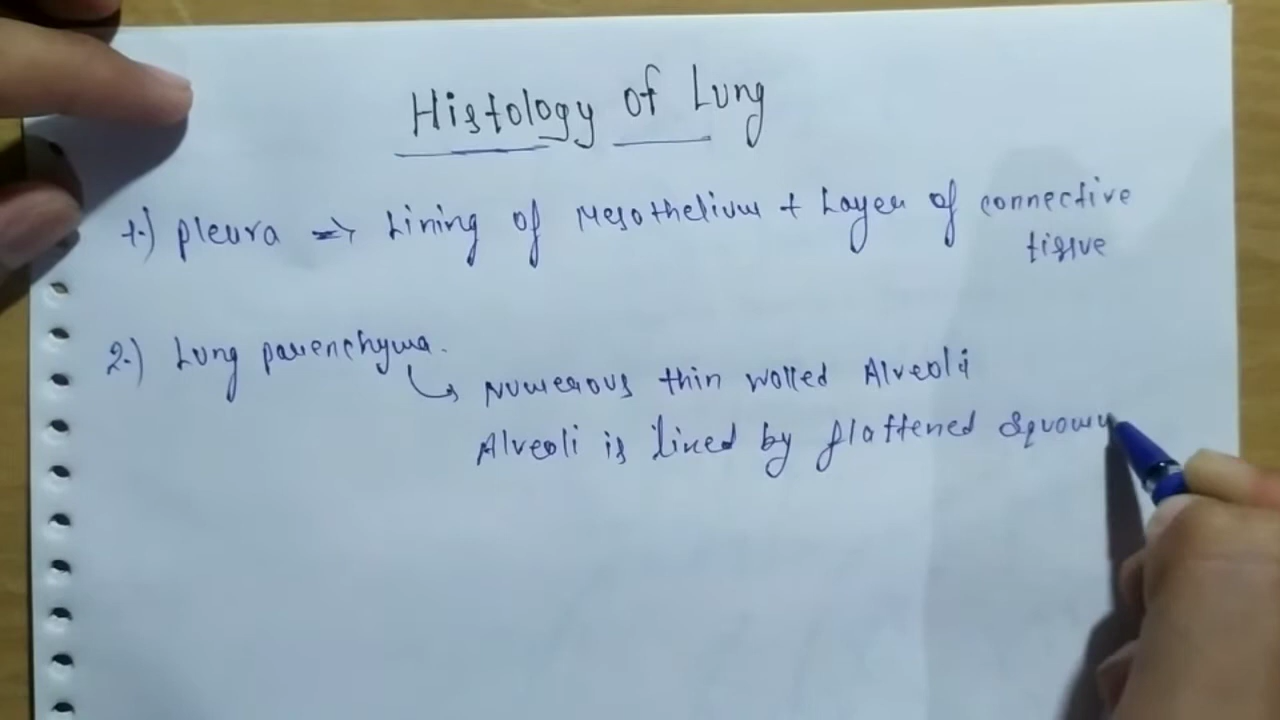 Histology of Lung
1.) pleura => Lining of Mesothelium + Layer of connective
tissue
2.) Lung parenchyma.
↳ Numerous thin walled Alveoli
Alveoli is lined by flattened squam